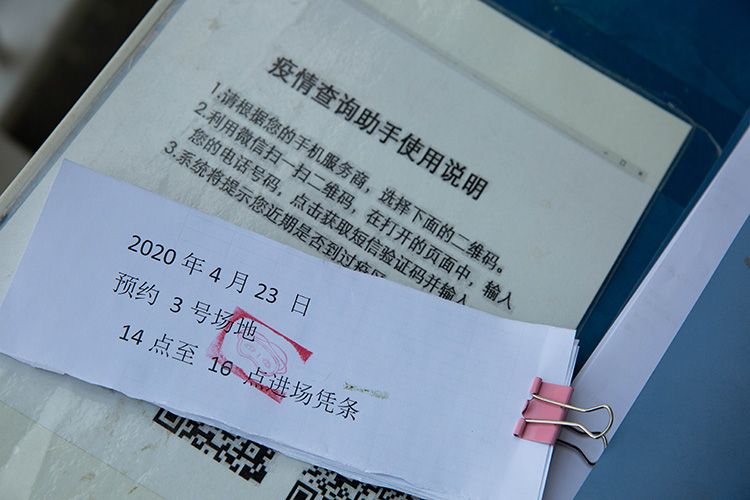 疫情查询助手使用说明
1.请根据您的手机服务商，选择下面的二维码。
2.利用微信扫一扫二维码，在打开的页面中，输入
您的电话号码，点击获取短信验证码并输入
3.系统将提示您近期是否到过疫区
2020 年 4 月 23 日
预约 3 号场地
14 点至 16 点进场凭条